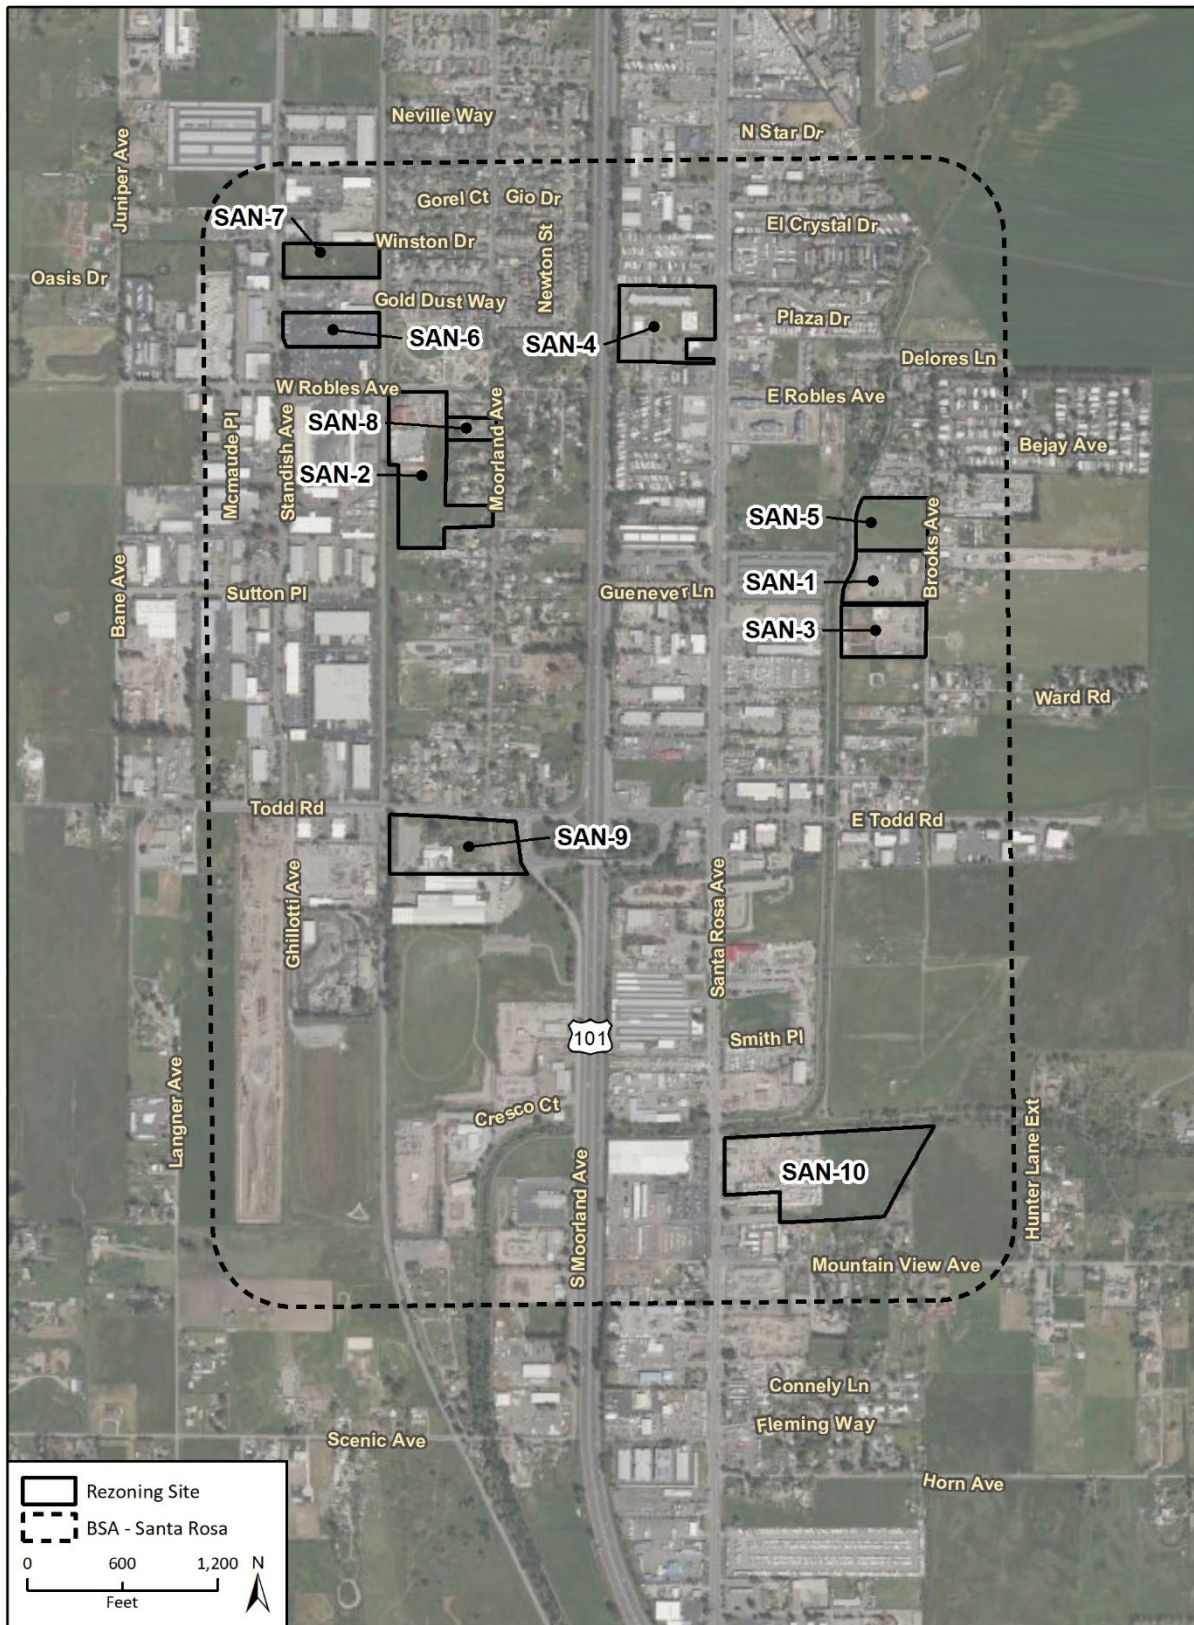 Neville Way
N Star Dr
Juniper Ave
Gorel Ct
Gio Dr
SAN-7
Winston Dr
Newton St
El Crystal Dr
Oasis Dr
Gold Dust Way
Plaza Dr
SAN-6
SAN-4
Delores Ln
W Robles Ave
E Robles Ave
Mcmaude Pl
Standish Ave
SAN-8
Moorland Ave
Bejay Ave
SAN-2
SAN-5
Brooks Ave
Bane Ave
Sutton Pl
Guenever Ln
SAN-1
SAN-3
Ward Rd
Todd Rd
E Todd Rd
SAN-9
Ghillotti Ave
Santa Rosa Ave
101
Smith Pl
Langner Ave
Cresco Ct
S Moorland Ave
SAN-10
Hunter Lane Ext
Mountain View Ave
Connely Ln
Fleming Way
Scenic Ave
Horn Ave
Rezoning Site
BSA - Santa Rosa
0 600 1,200
Feet
N